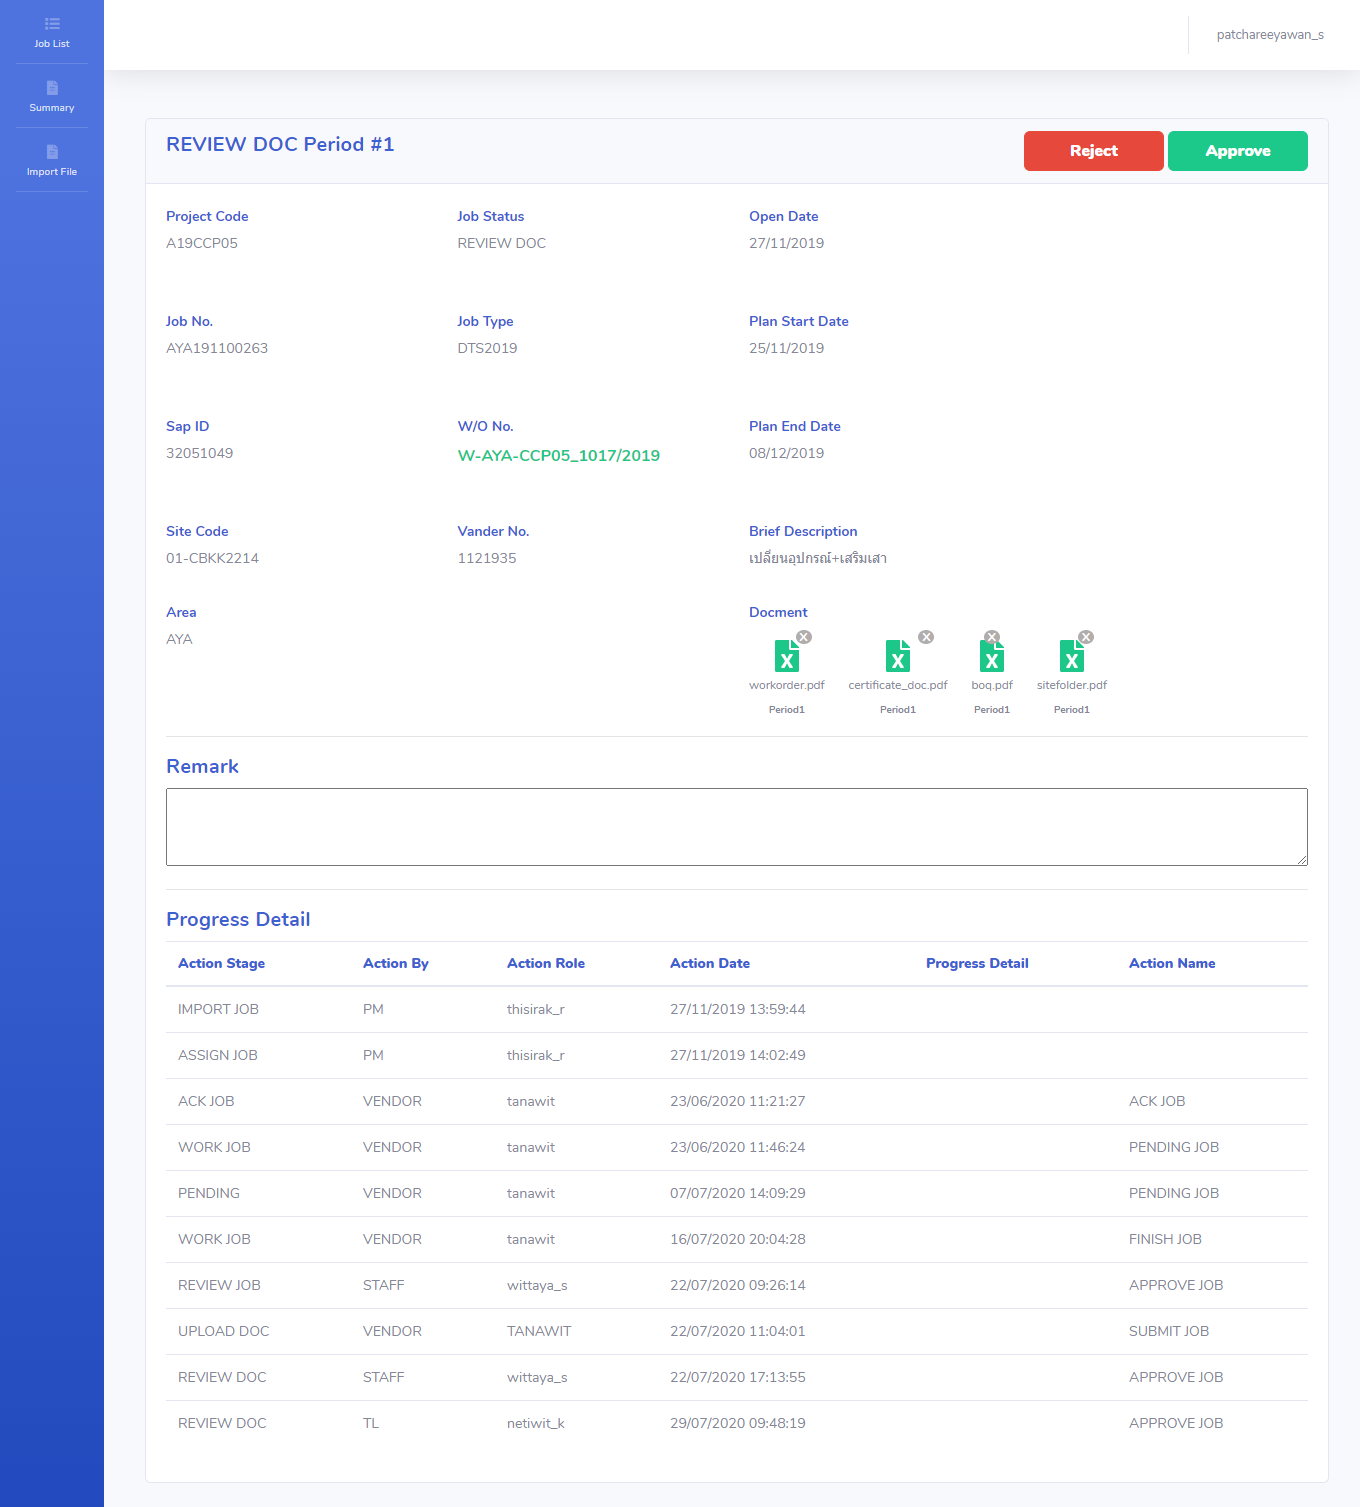 Job List
Summary
Import File
patchareeyawan_s
REVIEW DOC Period #1
Reject
Approve
Project Code
Job Status
Open Date
A19CCP05
REVIEW DOC
27/11/2019
Job No.
Job Type
Plan Start Date
AYA191100263
DTS2019
25/11/2019
Sap ID
W/O No.
Plan End Date
32051049
W-AYA-CCP05_1017/2019
08/12/2019
Site Code
Vander No.
Brief Description
01-CBKK2214
1121935
เปลี่ยนอุปกรณ์+เสริมเสา
Area
Docment
AYA
workorder.pdf certificate_doc.pdf boq.pdf sitefolder.pdf
Period1 Period1 Period1 Period1
Remark
Progress Detail
Action Stage Action By Action Role Action Date Progress Detail Action Name
IMPORT JOB PM thisirak_r 27/11/2019 13:59:44
ASSIGN JOB PM thisirak_r 27/11/2019 14:02:49
ACK JOB VENDOR tanawit 23/06/2020 11:21:27 ACK JOB
WORK JOB VENDOR tanawit 23/06/2020 11:46:24 PENDING JOB
PENDING VENDOR tanawit 07/07/2020 14:09:29 PENDING JOB
WORK JOB VENDOR tanawit 16/07/2020 20:04:28 FINISH JOB
REVIEW JOB STAFF wittaya_s 22/07/2020 09:26:14 APPROVE JOB
UPLOAD DOC VENDOR TANAWIT 22/07/2020 11:04:01 SUBMIT JOB
REVIEW DOC STAFF wittaya_s 22/07/2020 17:13:55 APPROVE JOB
REVIEW DOC TL netiwit_k 29/07/2020 09:48:19 APPROVE JOB